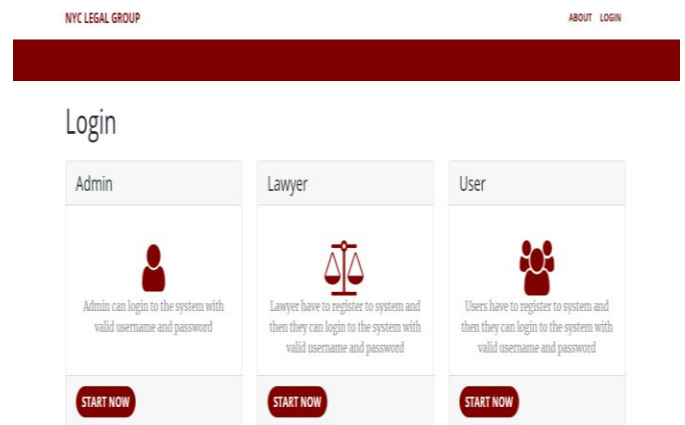 NYC LEGAL GROUP
ABOUT LOGIN
Login
Admin
Admin can login to the system with
valid username and password
START NOW
Lawyer
Lawyer have to register to system and
then they can login to the system with
valid username and password
START NOW
User
Users have to register to system and
then they can login to the system with
valid username and password
START NOW